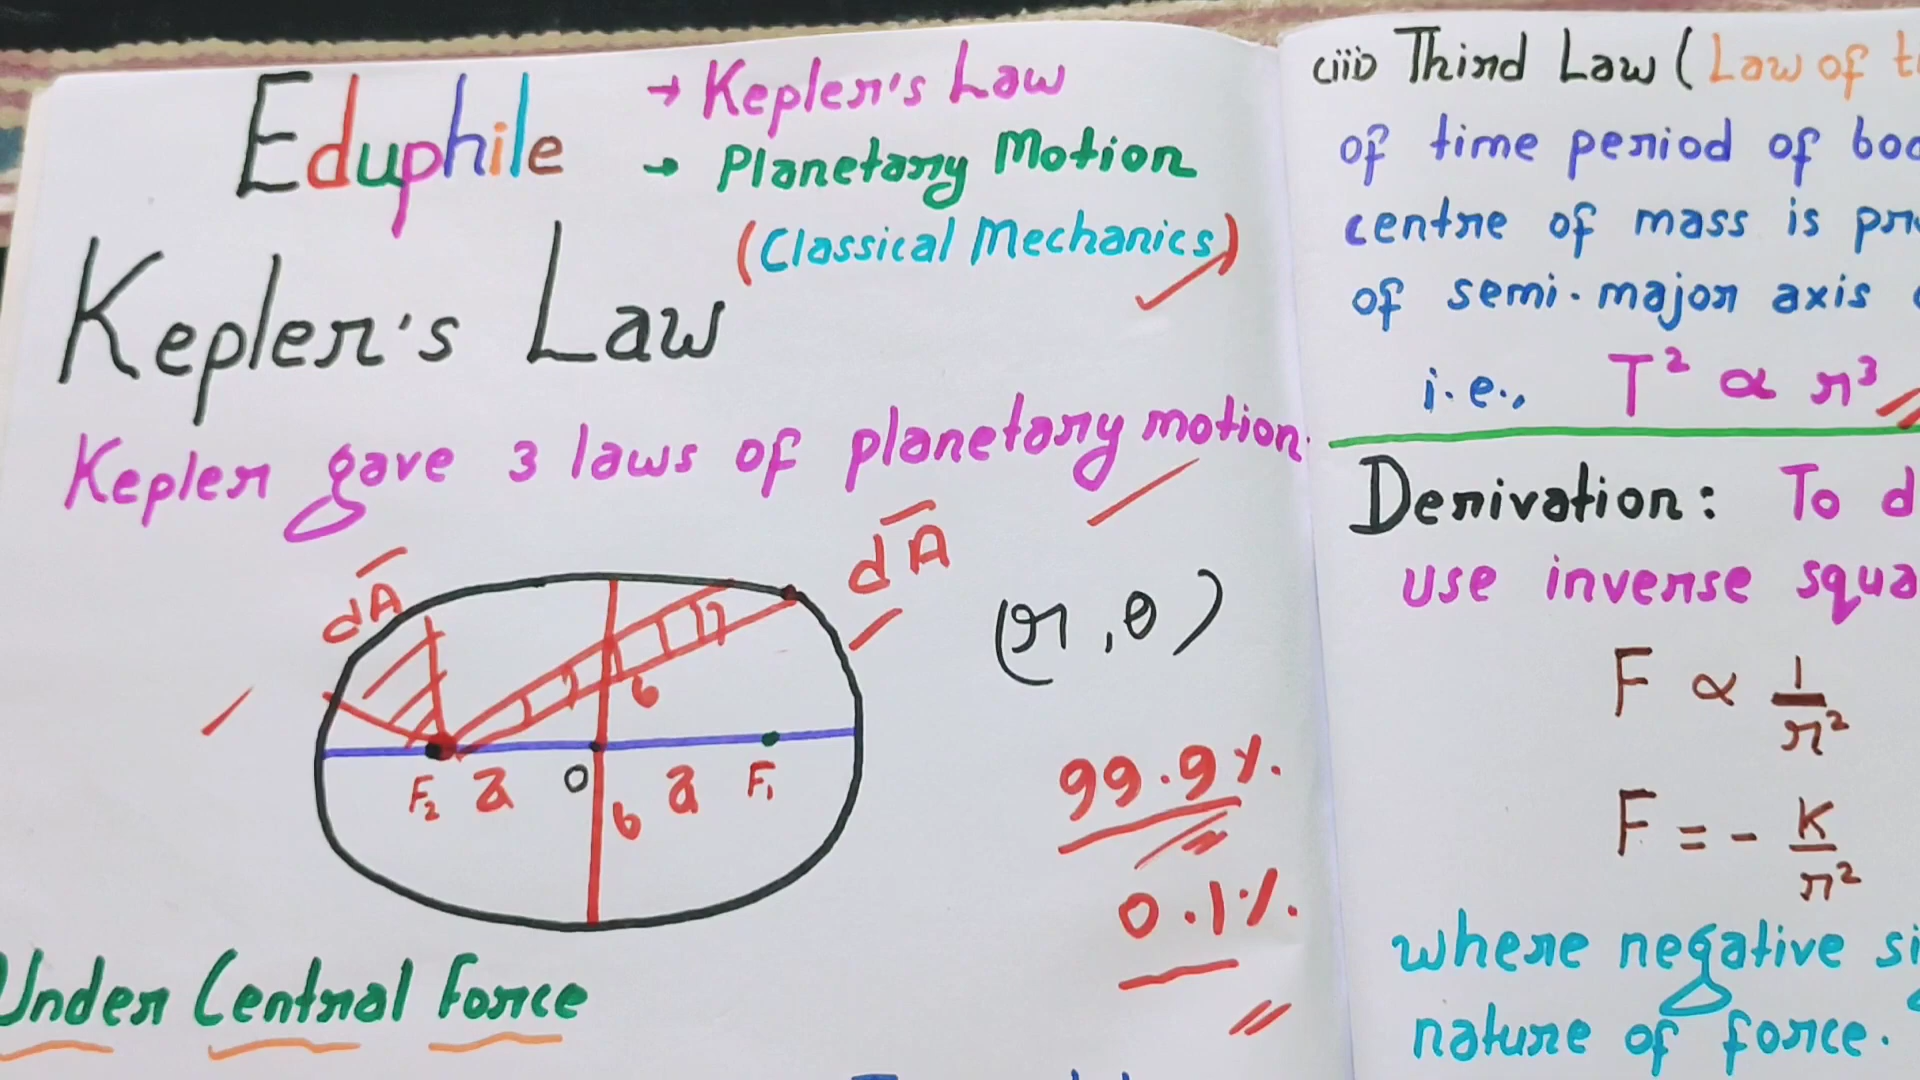 Eduphile
→ Kepler's Law
→ Planetary Motion
(Classical Mechanics)
Kepler's Law
Kepler gave 3 laws of planetary motion.
dA̅
dA̅
(r, θ)
b
F₂ a O a F₁
b
99.9%
0.1%
Under Central Force
(iii) Third Law (Law of
of time period of
centre of mass is
of semi-major axis
i.e., T² ∝ r³
Derivation: To
use inverse
F ∝ 1/r²
F = - K/r²
where negative
nature of force.